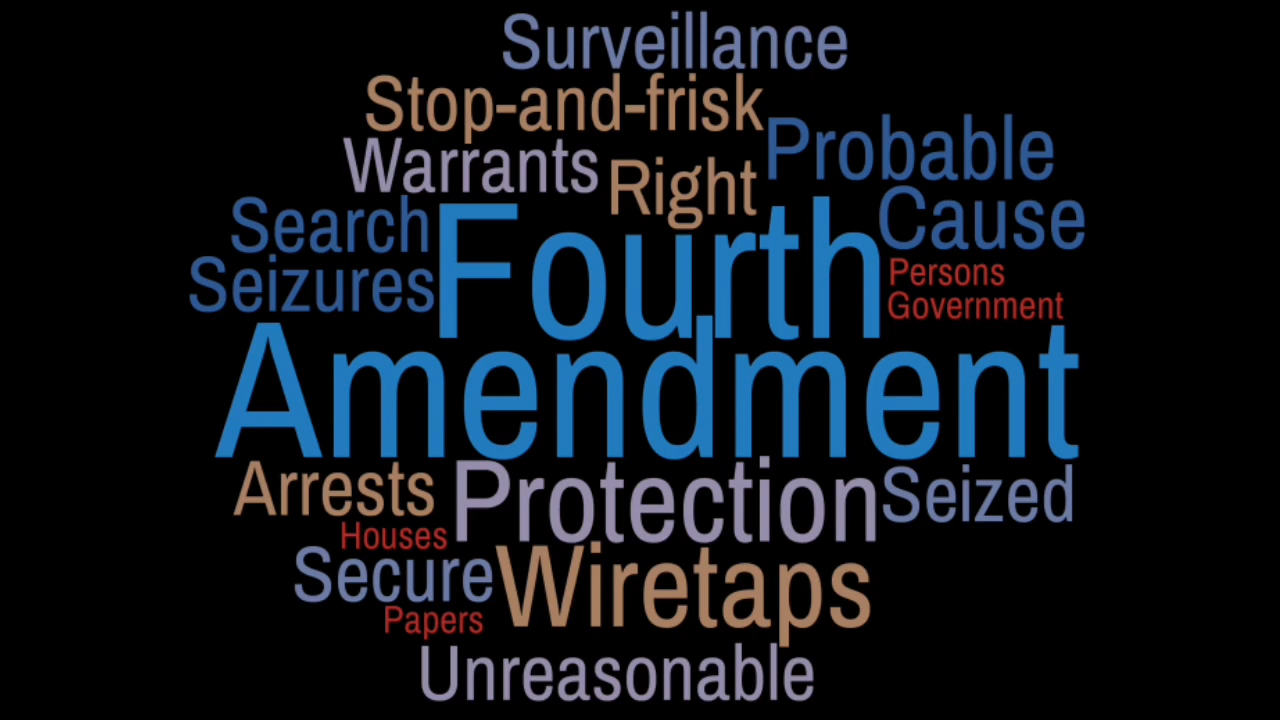 Surveillance
Stop-and-frisk
Warrants
Right
Probable
Cause
Search
Seizures
Fourth
Persons
Government
Amendment
Arrests
Protection
Seized
Houses
Secure
Wiretaps
Papers
Unreasonable